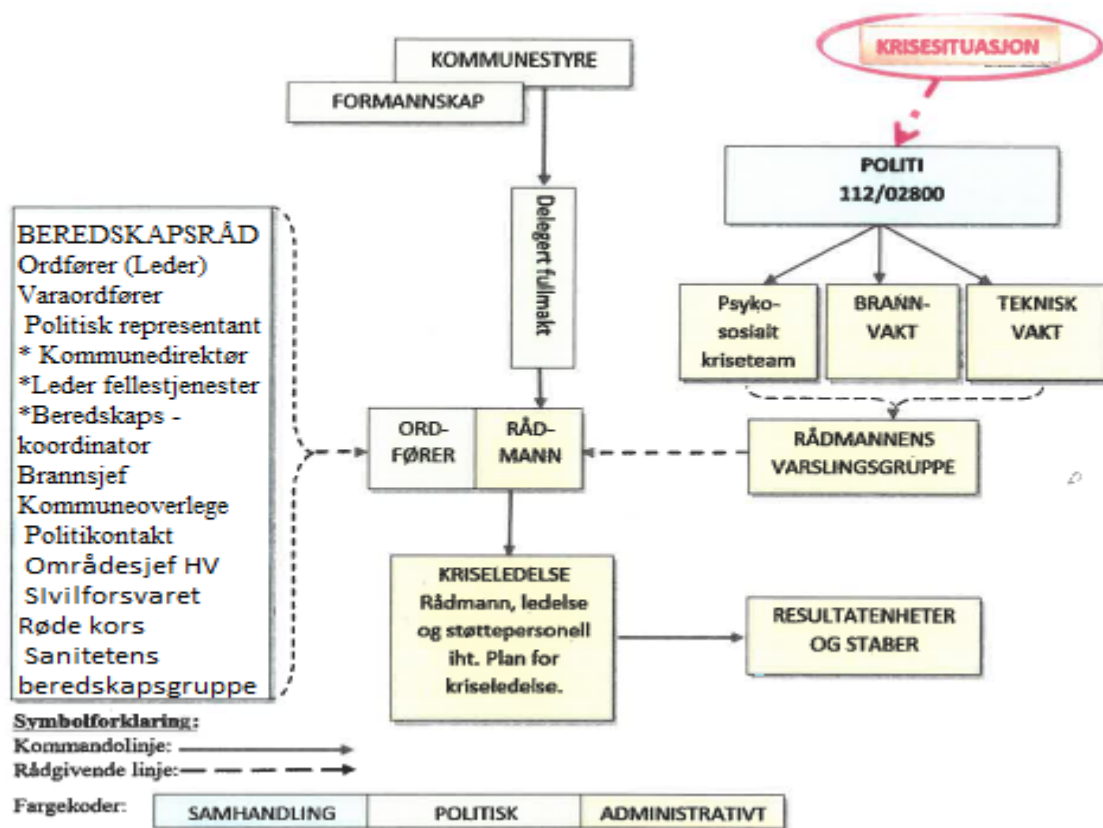 KOMMUNESTYRE
FORMANNSKAP
KRISESITUASJON
POLITI
112/02800
Delegert fullmakt
BEREDSKAPSRÅD
Ordfører (Leder)
Varaordfører
Politisk representant
* Kommunedirektør
*Leder fellestjenester
*Beredskaps -
koordinator
Brannsjef
Kommuneoverlege
Politikontakt
Områdesjef HV
SIvilforsvaret
Røde kors
Sanitetens
beredskapsgruppe
Psyko-
sosialt
kriseteam
BRANN-
VAKT
TEKNISK
VAKT
ORD-
FØRER
RÅD-
MANN
RÅDMANNENS
VARSLINGSGRUPPE
KRISELEDELSE
Rådmann, ledelse
og støttepersonell
iht. Plan for
kriseledelse.
RESULTATENHETER
OG STABER
Symbolforklaring:
Kommandolinje:
Rådgivende linje:
Fargekoder:
SAMHANDLING
POLITISK
ADMINISTRATIVT